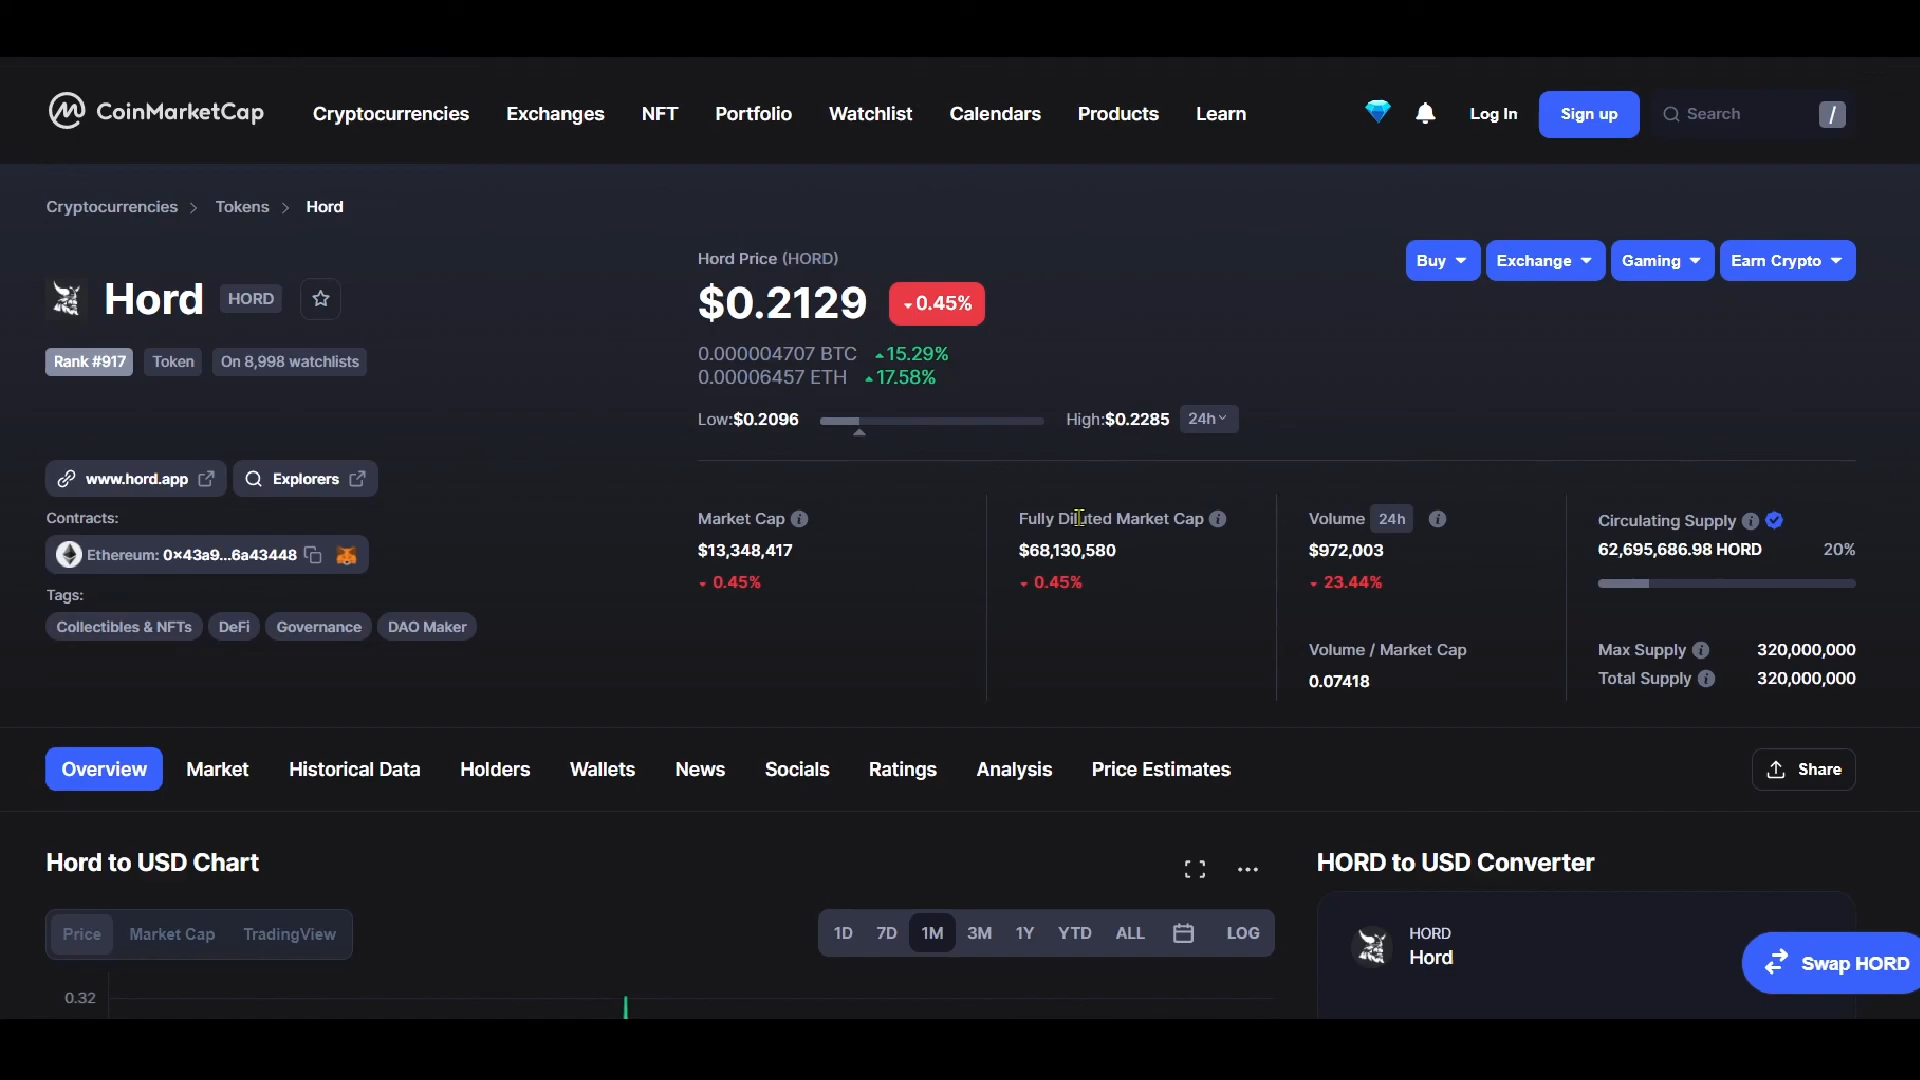 CoinMarketCap
Cryptocurrencies Exchanges NFT Portfolio Watchlist Calendars Products Learn
Log In Sign up Search /
Cryptocurrencies > Tokens > Hord
Hord HORD
Rank #917 Token On 8,998 watchlists
www.hord.app Explorers
Contracts:
Ethereum: 0x43a9...6a43448
Tags:
Collectibles & NFTs DeFi Governance DAO Maker
Hord Price (HORD)
$0.2129 0.45%
0.000004707 BTC 15.29%
0.00006457 ETH 17.58%
Low:$0.2096 High:$0.2285 24h
Buy Exchange Gaming Earn Crypto
Market Cap
$13,348,417
0.45%
Fully Diluted Market Cap
$68,130,580
0.45%
Volume 24h
$972,003
23.44%
Volume / Market Cap
0.07418
Circulating Supply
62,695,686.98 HORD 20%
Max Supply 320,000,000
Total Supply 320,000,000
Overview Market Historical Data Holders Wallets News Socials Ratings Analysis Price Estimates Share
Hord to USD Chart
Price Market Cap TradingView
1D 7D 1M 3M 1Y YTD ALL LOG
0.32
HORD to USD Converter
HORD
Hord
Swap HORD